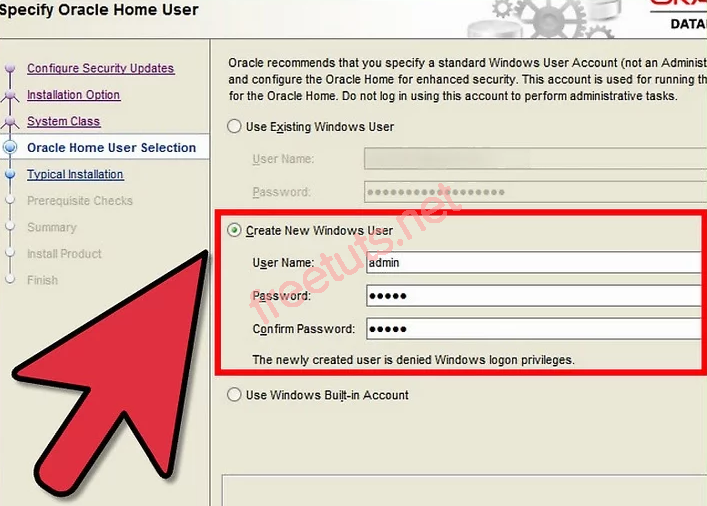 Specify Oracle Home User
ORA
DATA
Configure Security Updates
Installation Option
System Class
Oracle Home User Selection
Typical Installation
Prerequisite Checks
Summary
Install Product
Finish
Oracle recommends that you specify a standard Windows User Account (not an Administ
and configure the Oracle Home for enhanced security. This account is used for running th
for the Oracle Home. Do not log in using this account to perform administrative tasks.
Use Existing Windows User
User Name:
Password: ●●●●●●●●●●●●●●●●●●
Create New Windows User
User Name: admin
Password: ●●●●●
Confirm Password: ●●●●●
The newly created user is denied Windows logon privileges.
Use Windows Built-in Account
freetuts.net